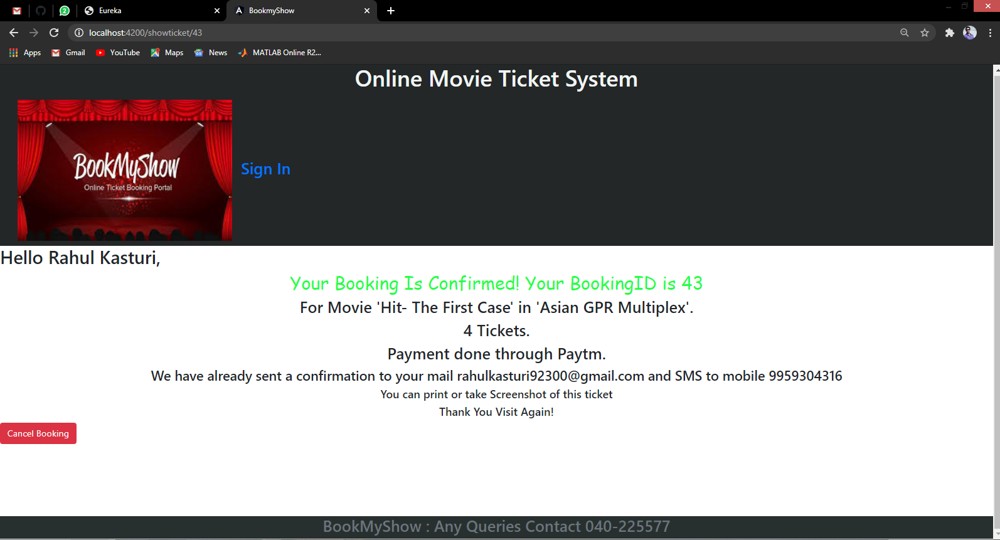 2
Eureka
BookmyShow
localhost:4200/showticket/43
Apps
Gmail
YouTube
Maps
News
MATLAB Online R2...
Online Movie Ticket System
BookMyShow
Online Ticket Booking Portal
Sign In
Hello Rahul Kasturi,
Your Booking Is Confirmed! Your BookingID is 43
For Movie 'Hit- The First Case' in 'Asian GPR Multiplex'.
4 Tickets.
Payment done through Paytm.
We have already sent a confirmation to your mail rahulkasturi92300@gmail.com and SMS to mobile 9959304316
You can print or take Screenshot of this ticket
Thank You Visit Again!
Cancel Booking
BookMyShow : Any Queries Contact 040-225577